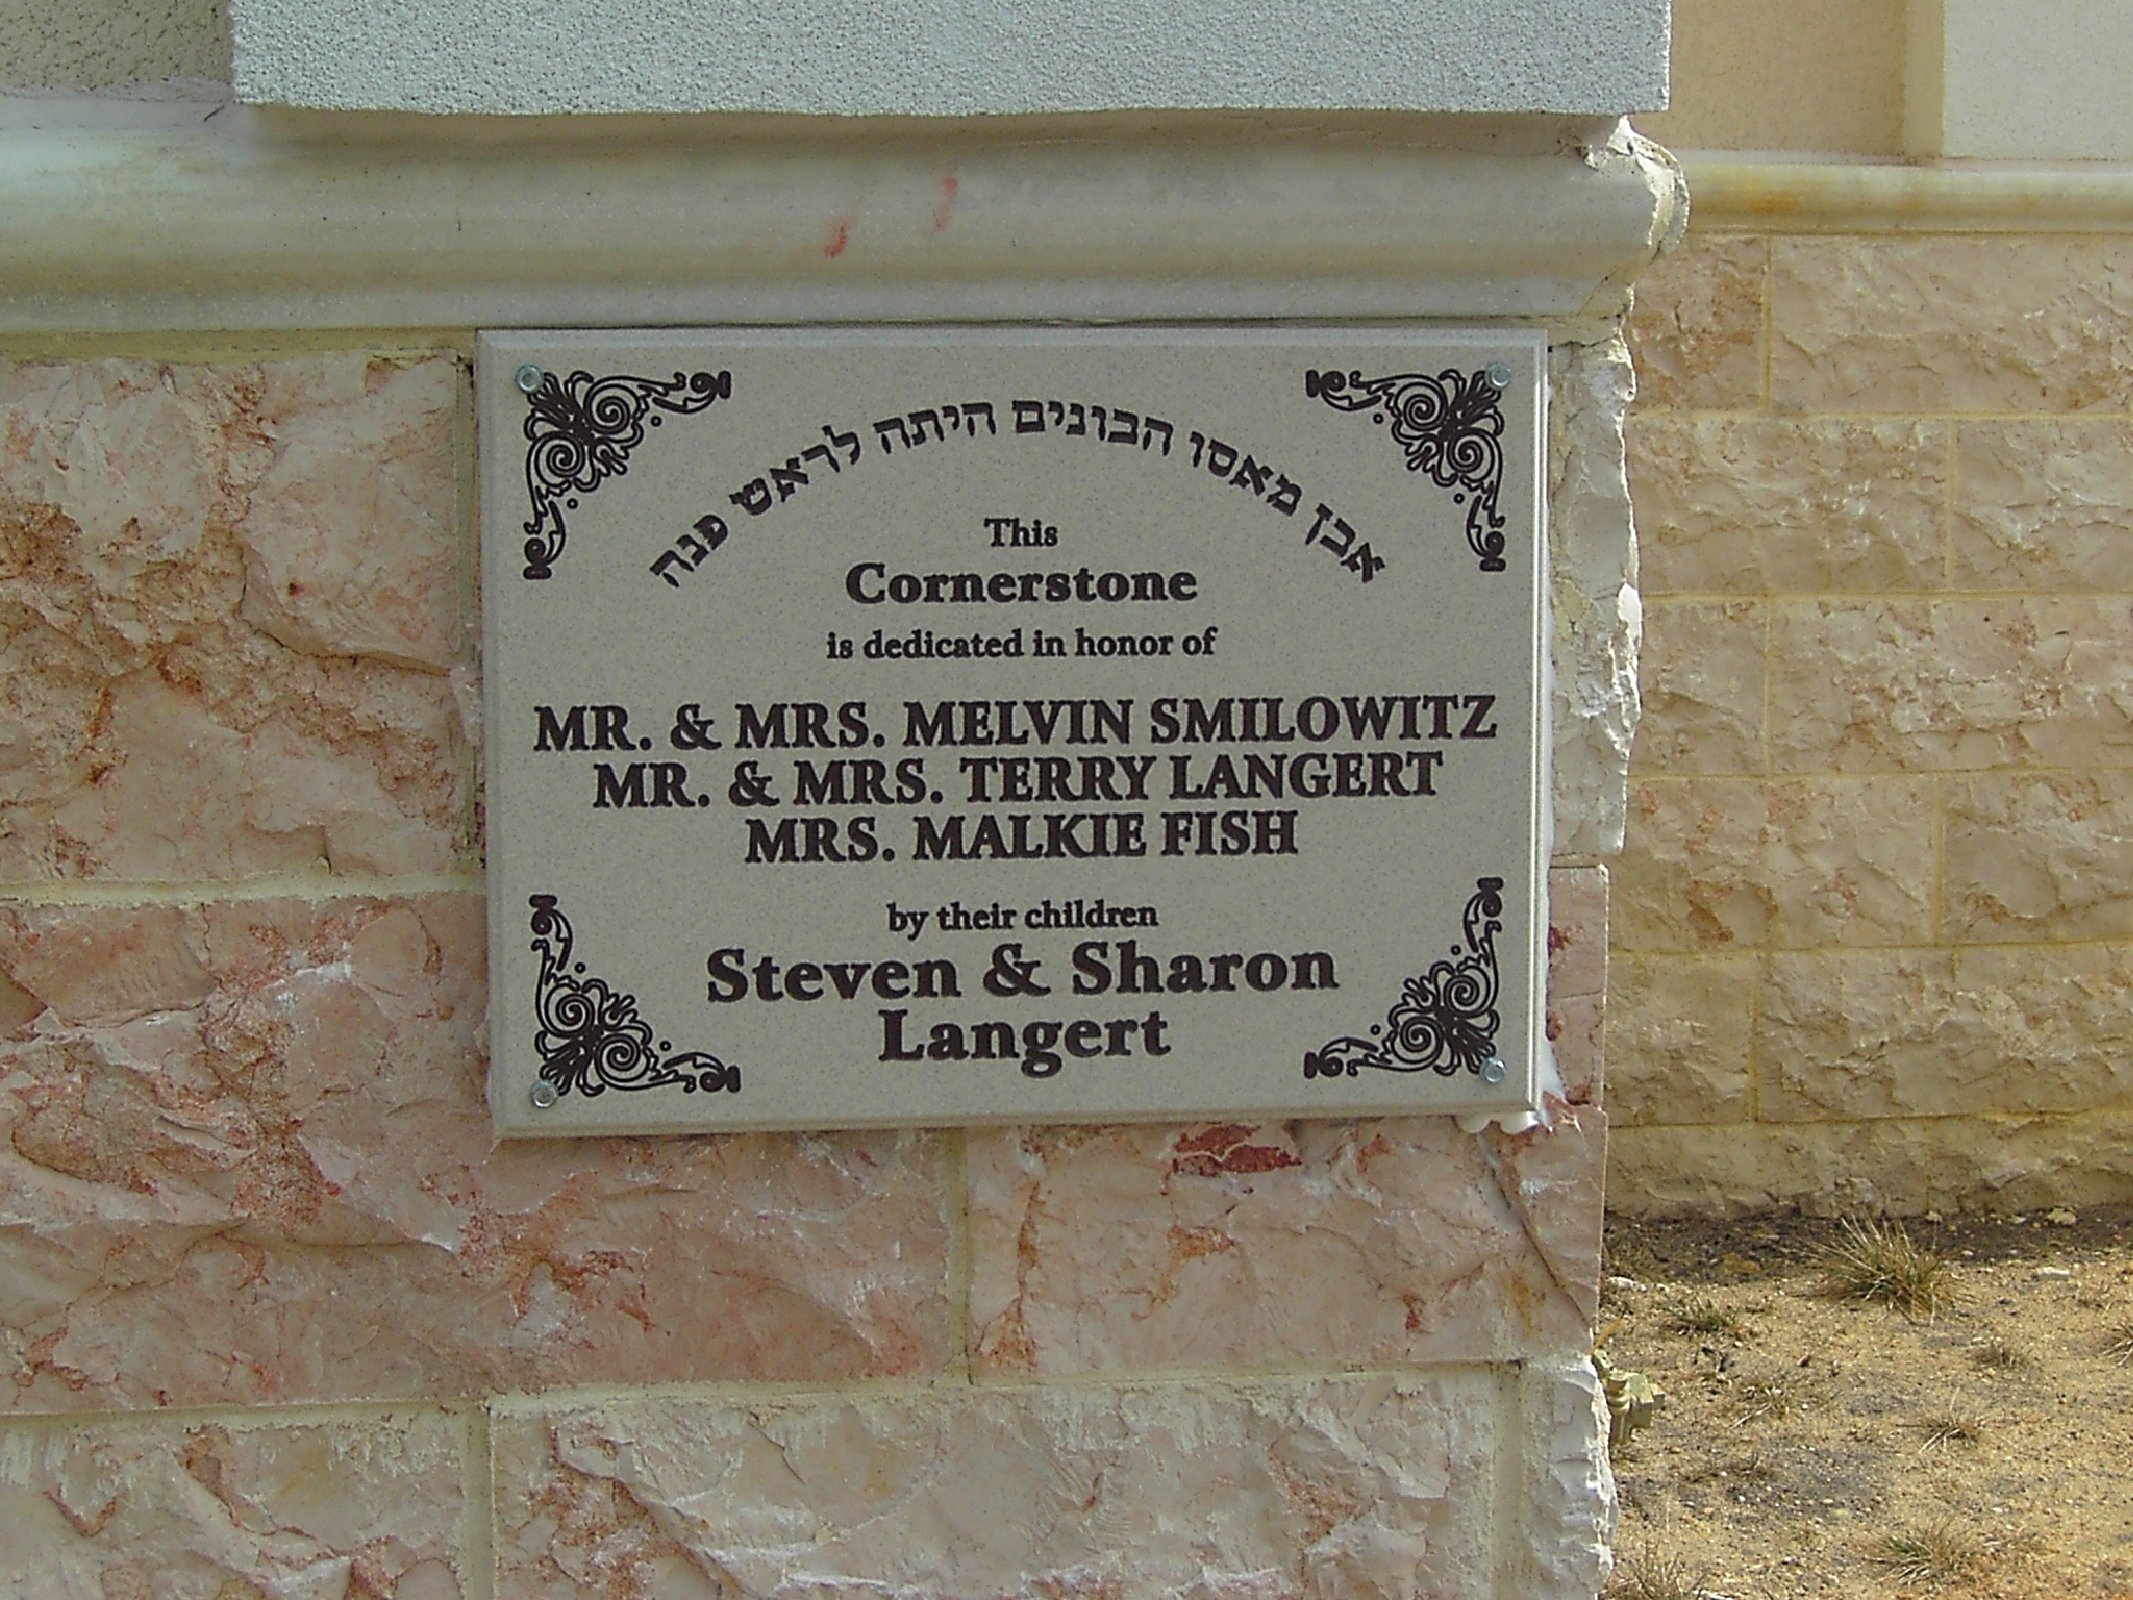 אבן מאסו הבונים היתה לראש פנה
This
Cornerstone
is dedicated in honor of
MR. & MRS. MELVIN SMILOWITZ
MR. & MRS. TERRY LANGERT
MRS. MALKIE FISH
by their children
Steven & Sharon
Langert